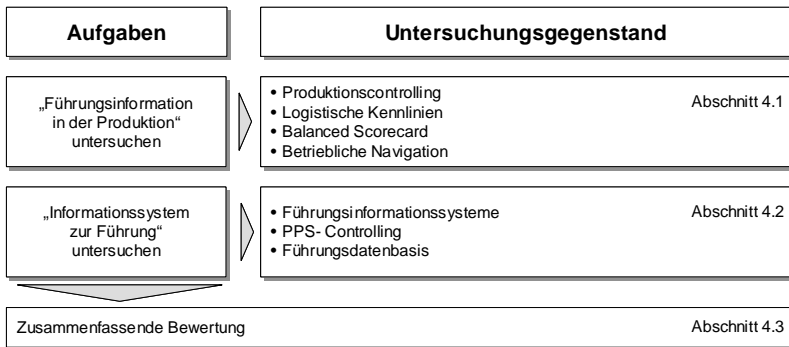 Aufgaben
Untersuchungsgegenstand
„Führungsinformation
in der Produktion“
untersuchen
• Produktionscontrolling
• Logistische Kennlinien
• Balanced Scorecard
• Betriebliche Navigation
Abschnitt 4.1
„Informationssystem
zur Führung“
untersuchen
• Führungsinformationssysteme
• PPS- Controlling
• Führungsdatenbasis
Abschnitt 4.2
Zusammenfassende Bewertung
Abschnitt 4.3